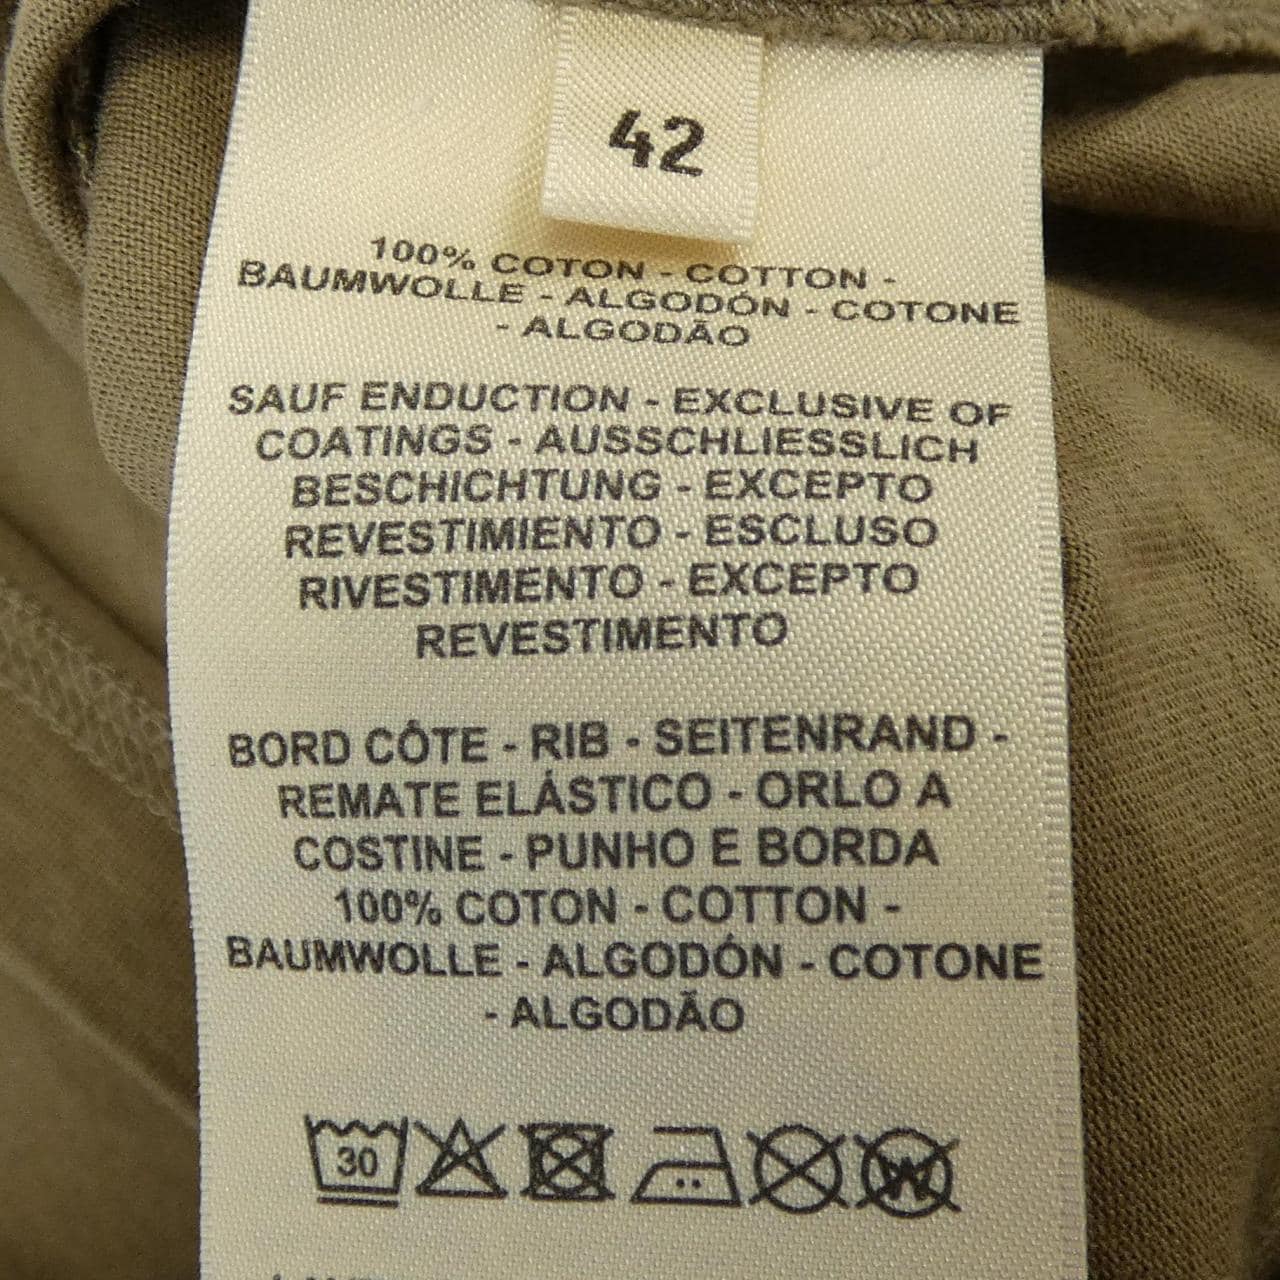 42
100% COTON - COTTON -
BAUMWOLLE - ALGODÓN - COTONE
- ALGODÃO
SAUF ENDUCTION - EXCLUSIVE OF
COATINGS - AUSSCHLIESSLICH
BESCHICHTUNG - EXCEPTO
REVESTIMIENTO - ESCLUSO
RIVESTIMENTO - EXCEPTO
REVESTIMENTO
BORD CÔTE - RIB - SEITENRAND -
REMATE ELÁSTICO - ORLO A
COSTINE - PUNHO E BORDA
100% COTON - COTTON -
BAUMWOLLE - ALGODÓN - COTONE
- ALGODÃO
30 W